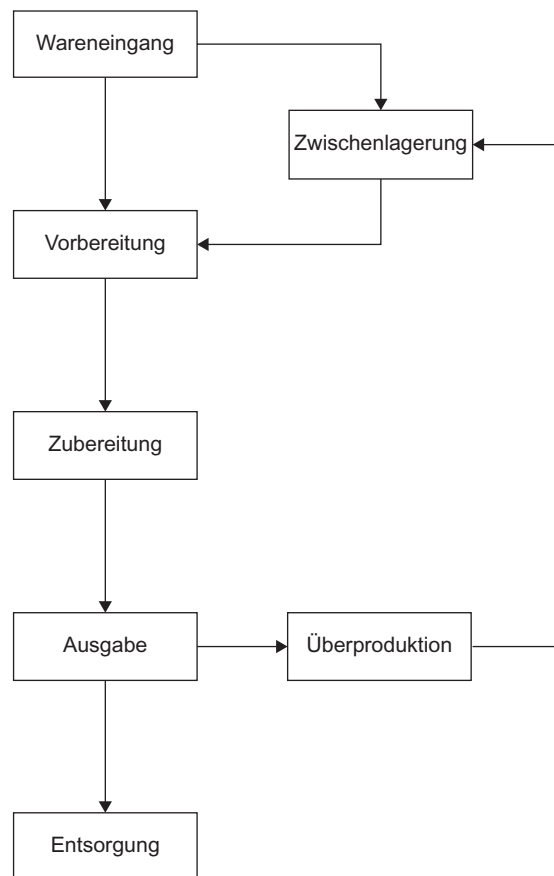 Wareneingang
Zwischenlagerung
Vorbereitung
Zubereitung
Ausgabe
Überproduktion
Entsorgung